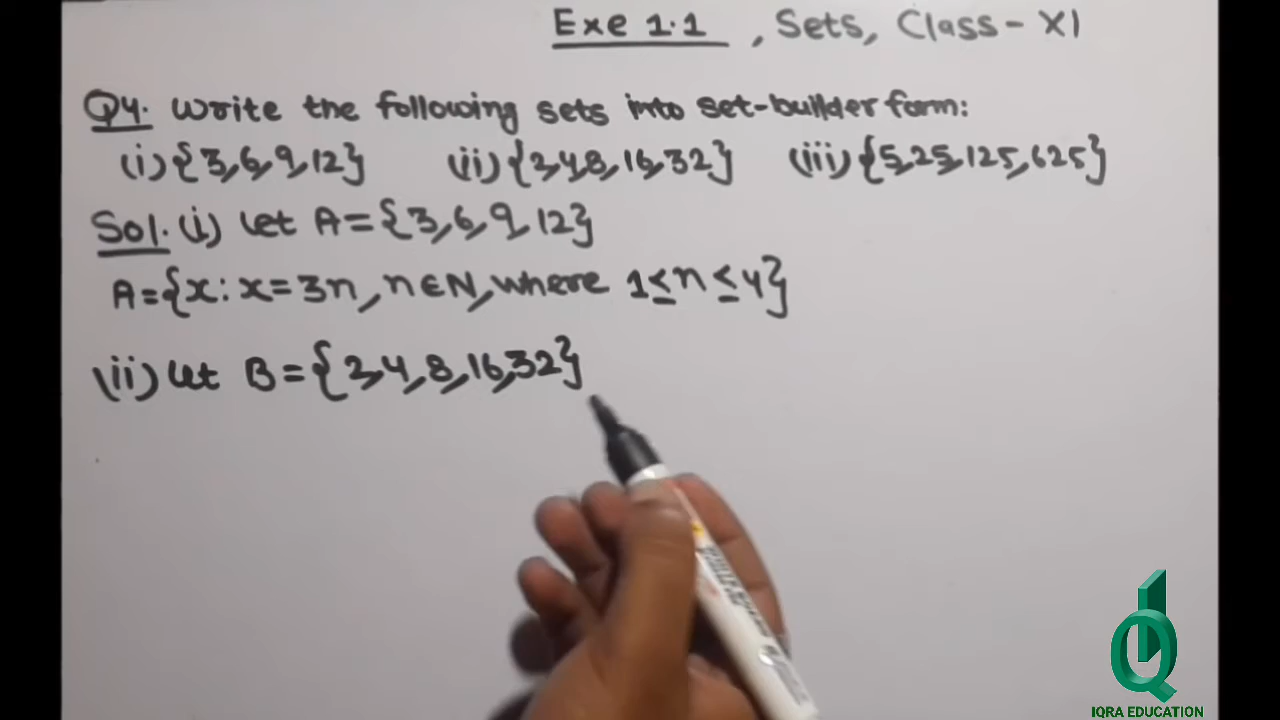 Exe 1.1, Sets, Class - XI
Q4. Write the following sets into set-builder form:
(i) {3,6,9,12} (ii) {2,4,8,16,32} (iii) {5,25,125,625}
Sol. (i) Let A = {3,6,9,12}
A = {x : x = 3n, n∈N, where 1≤n≤4}
(ii) Let B = {2,4,8,16,32}
IQRA EDUCATION